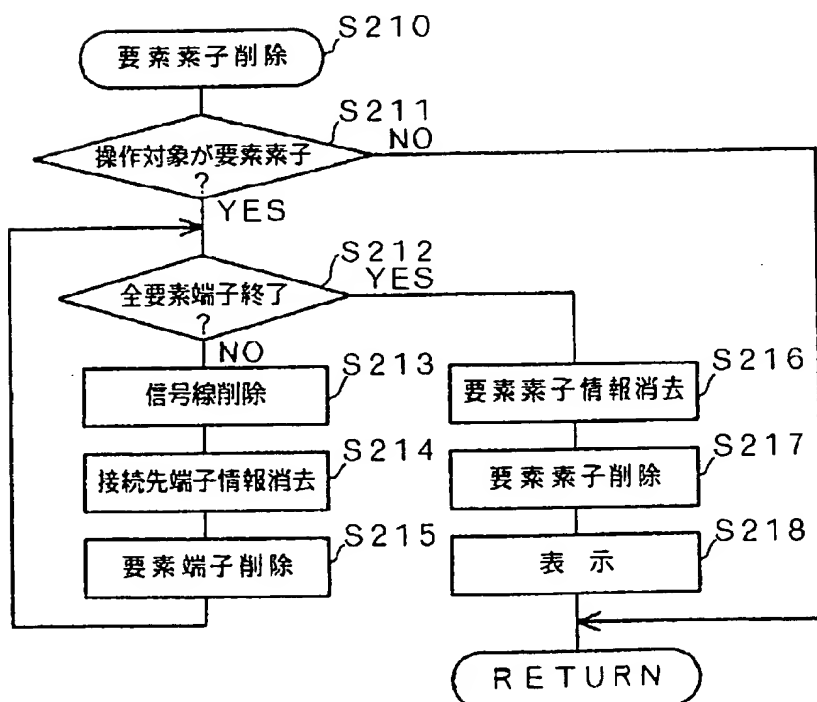 S210
要素素子削除
S211
操作対象が要素素子
?
NO
YES
S212
全要素端子終了
?
YES
NO
S213
信号線削除
S214
接続先端子情報消去
S215
要素端子削除
S216
要素素子情報消去
S217
要素素子削除
S218
表示
RETURN